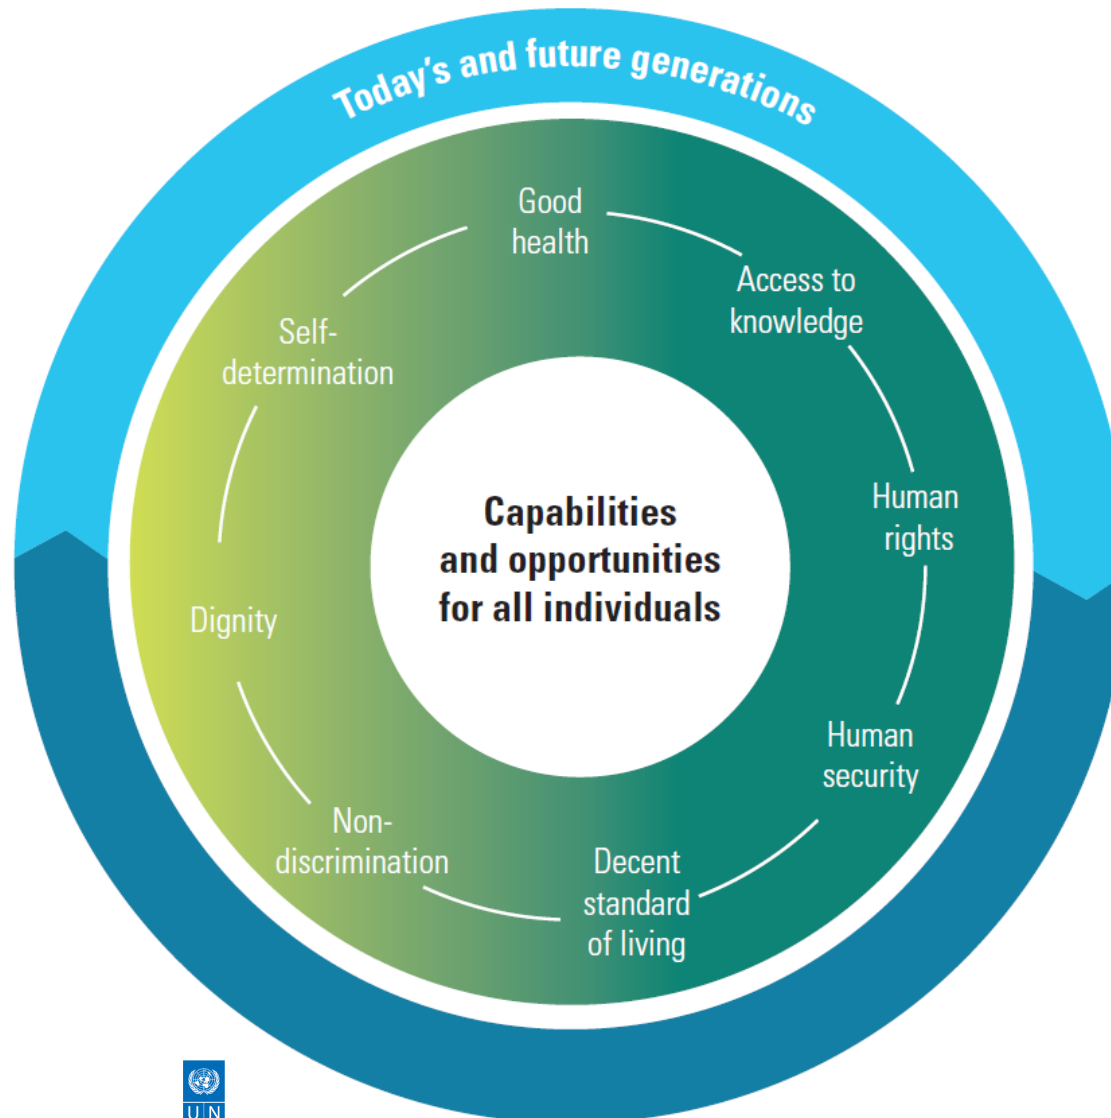 Today's and future generations
Good
health
Access to
knowledge
Human
rights
Human
security
Decent
standard
of living
Non-
discrimination
Dignity
Self-
determination
Capabilities
and opportunities
for all individuals
U N